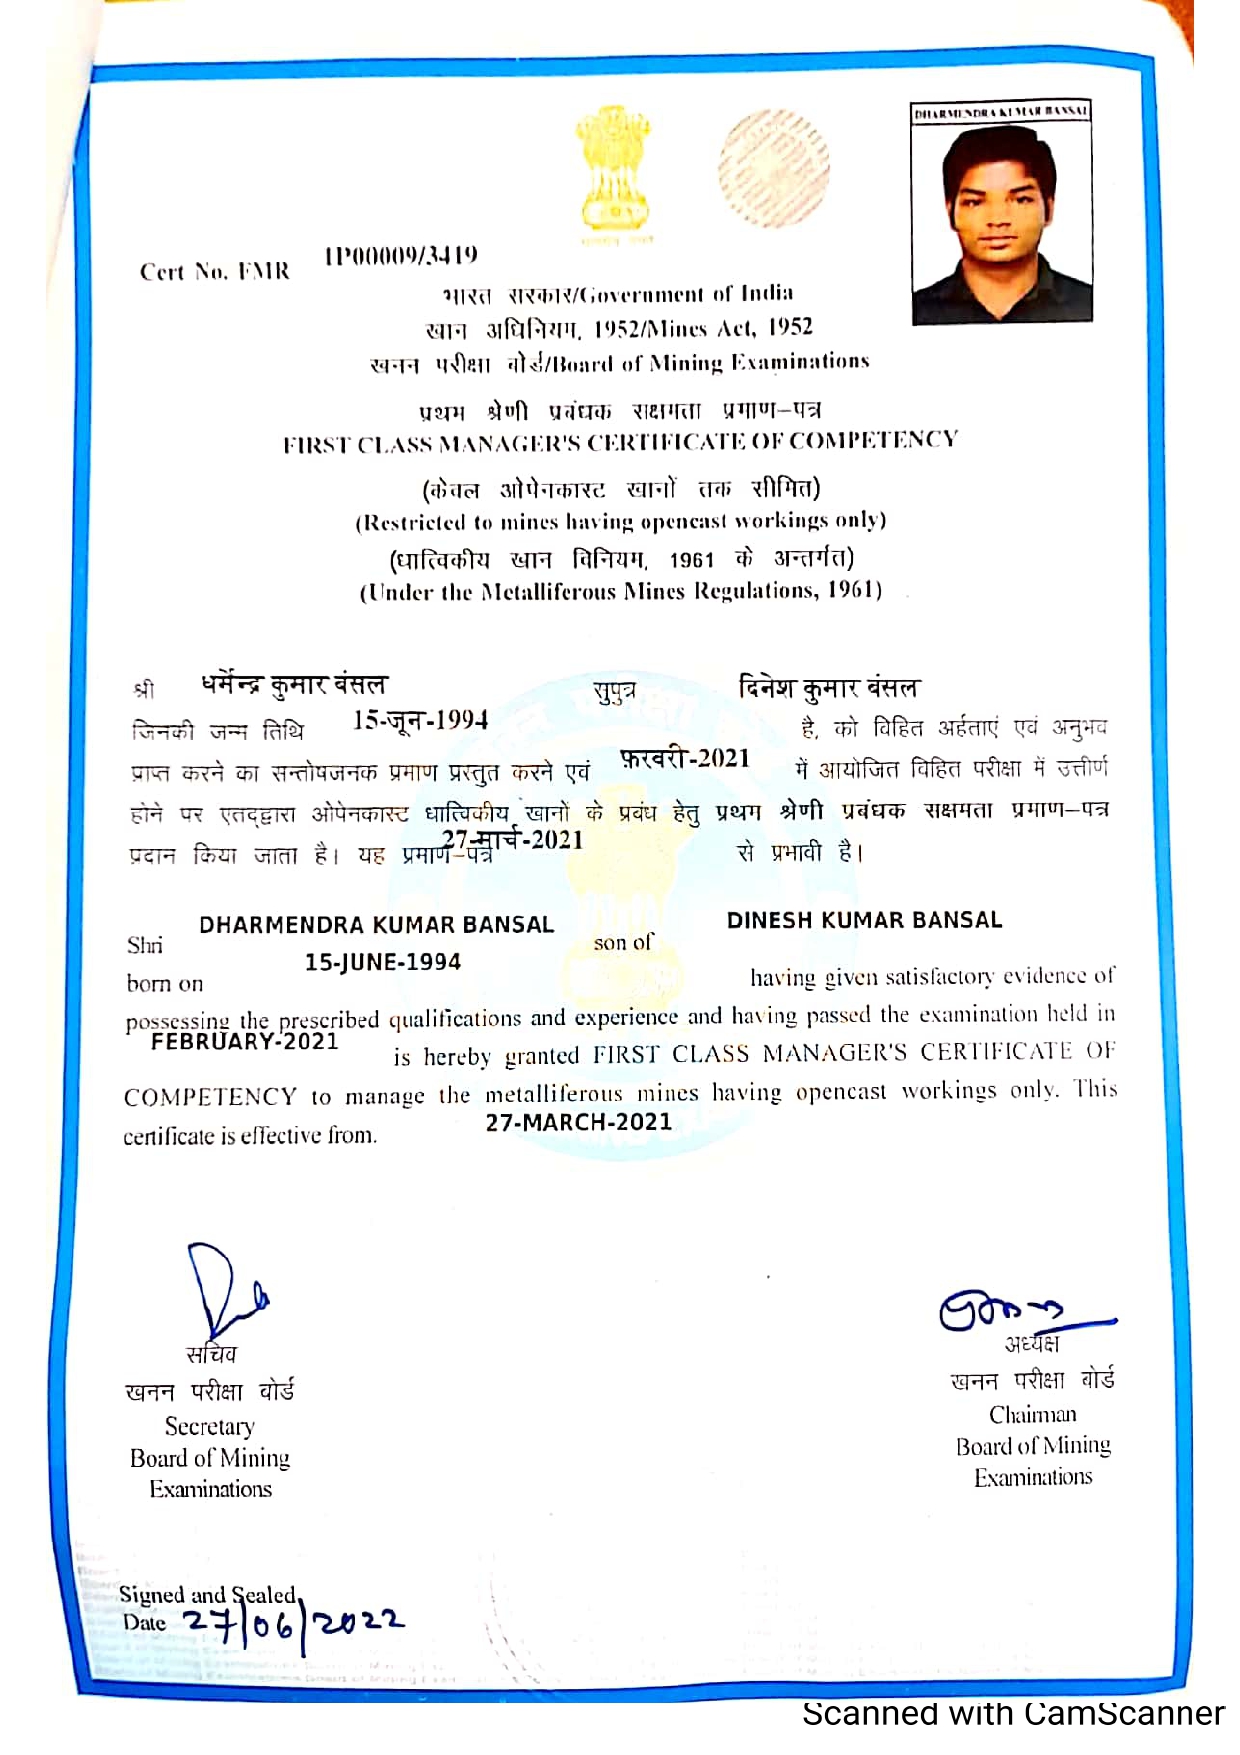 DHARMENDRA KUMAR BANSAL
Cert No. FMR 1P00009/3419
भारत सरकार/Government of India
खान अधिनियम, 1952/Mines Act, 1952
खनन परीक्षा बोर्ड/Board of Mining Examinations
प्रथम श्रेणी प्रबंधक सक्षमता प्रमाण–पत्र
FIRST CLASS MANAGER'S CERTIFICATE OF COMPETENCY
(केवल ओपेनकास्ट खानों तक सीमित)
(Restricted to mines having opencast workings only)
(धात्विकीय खान विनियम, 1961 के अन्तर्गत)
(Under the Metalliferous Mines Regulations, 1961)
श्री धर्मेन्द्र कुमार बंसल सुपुत्र दिनेश कुमार बंसल
जिनकी जन्म तिथि 15-जून-1994 है, को विहित अर्हताएं एवं अनुभव
प्राप्त करने का सन्तोषजनक प्रमाण प्रस्तुत करने एवं फ़रवरी-2021 में आयोजित विहित परीक्षा में उत्तीर्ण
होने पर एतद्द्वारा ओपेनकास्ट धात्विकीय खानों के प्रबंध हेतु प्रथम श्रेणी प्रबंधक सक्षमता प्रमाण–पत्र
प्रदान किया जाता है। यह प्रमाण–पत्र 27-मार्च-2021 से प्रभावी है।
Shri DHARMENDRA KUMAR BANSAL son of DINESH KUMAR BANSAL
born on 15-JUNE-1994 having given satisfactory evidence of
possessing the prescribed qualifications and experience and having passed the examination held in
FEBRUARY-2021 is hereby granted FIRST CLASS MANAGER'S CERTIFICATE OF
COMPETENCY to manage the metalliferous mines having opencast workings only. This
certificate is effective from. 27-MARCH-2021
सचिव
खनन परीक्षा बोर्ड
Secretary
Board of Mining
Examinations
अध्यक्ष
खनन परीक्षा बोर्ड
Chairman
Board of Mining
Examinations
Signed and Sealed
Date 27/06/2022
Scanned with CamScanner